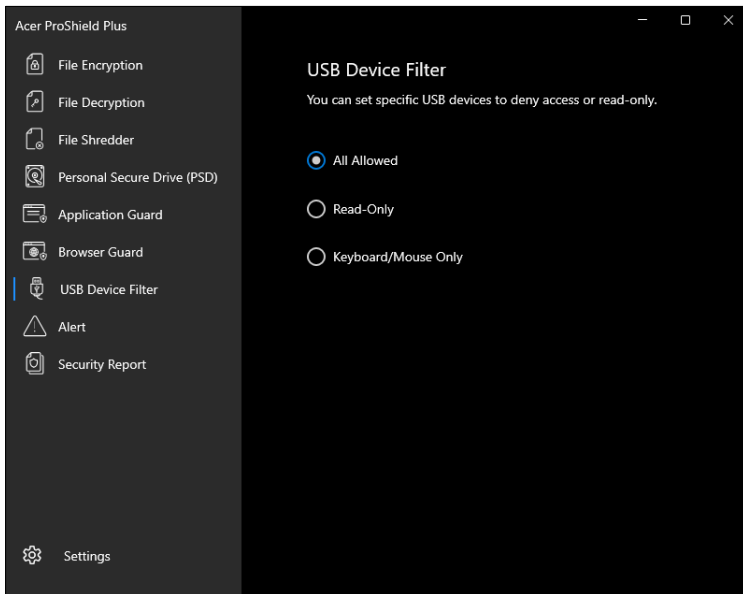 Acer ProShield Plus
File Encryption
File Decryption
File Shredder
Personal Secure Drive (PSD)
Application Guard
Browser Guard
USB Device Filter
Alert
Security Report
Settings
USB Device Filter
You can set specific USB devices to deny access or read-only.
All Allowed
Read-Only
Keyboard/Mouse Only